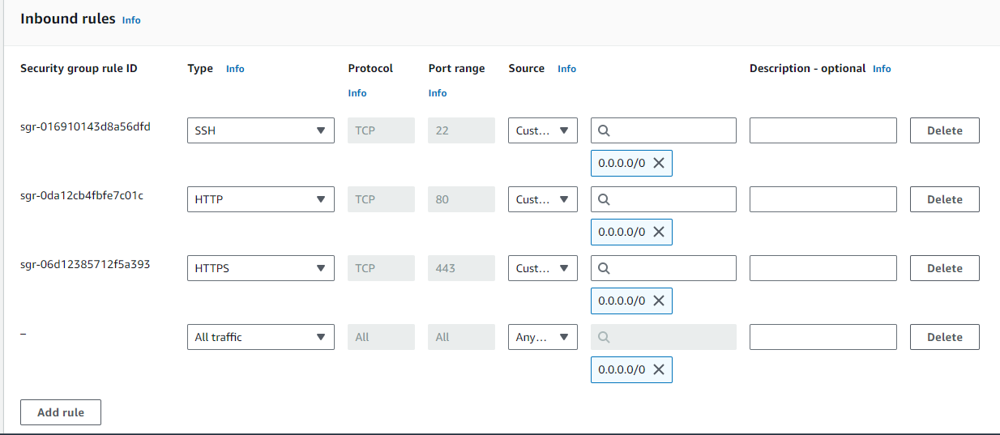 Inbound rules Info
Security group rule ID Type Info Protocol Info Port range Info Source Info Description - optional Info
sgr-016910143d8a56dfd SSH TCP 22 Cust... Delete
0.0.0.0/0
sgr-0da12cb4fbfe7c01c HTTP TCP 80 Cust... Delete
0.0.0.0/0
sgr-06d12385712f5a393 HTTPS TCP 443 Cust... Delete
0.0.0.0/0
– All traffic All All Any... Delete
0.0.0.0/0
Add rule